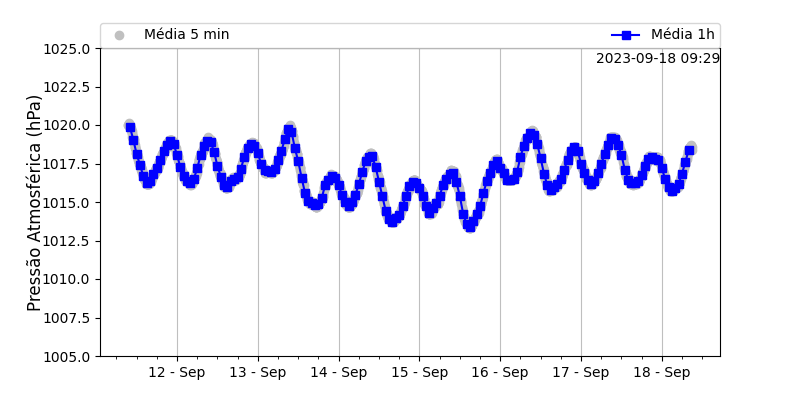 Média 5 min
Média 1h
2023-09-18 09:29
Pressão Atmosférica (hPa)
1025.0
1022.5
1020.0
1017.5
1015.0
1012.5
1010.0
1007.5
1005.0
12 - Sep
13 - Sep
14 - Sep
15 - Sep
16 - Sep
17 - Sep
18 - Sep